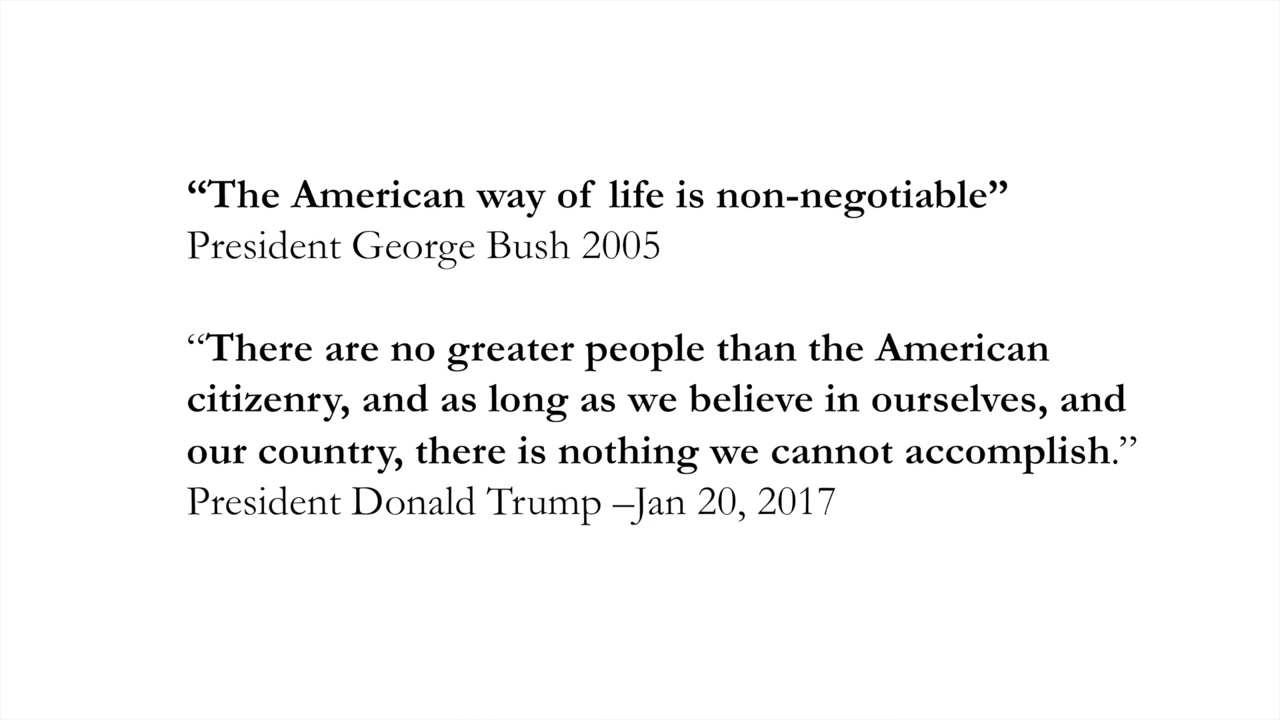 “The American way of life is non-negotiable”
President George Bush 2005
“There are no greater people than the American
citizenry, and as long as we believe in ourselves, and
our country, there is nothing we cannot accomplish.”
President Donald Trump –Jan 20, 2017